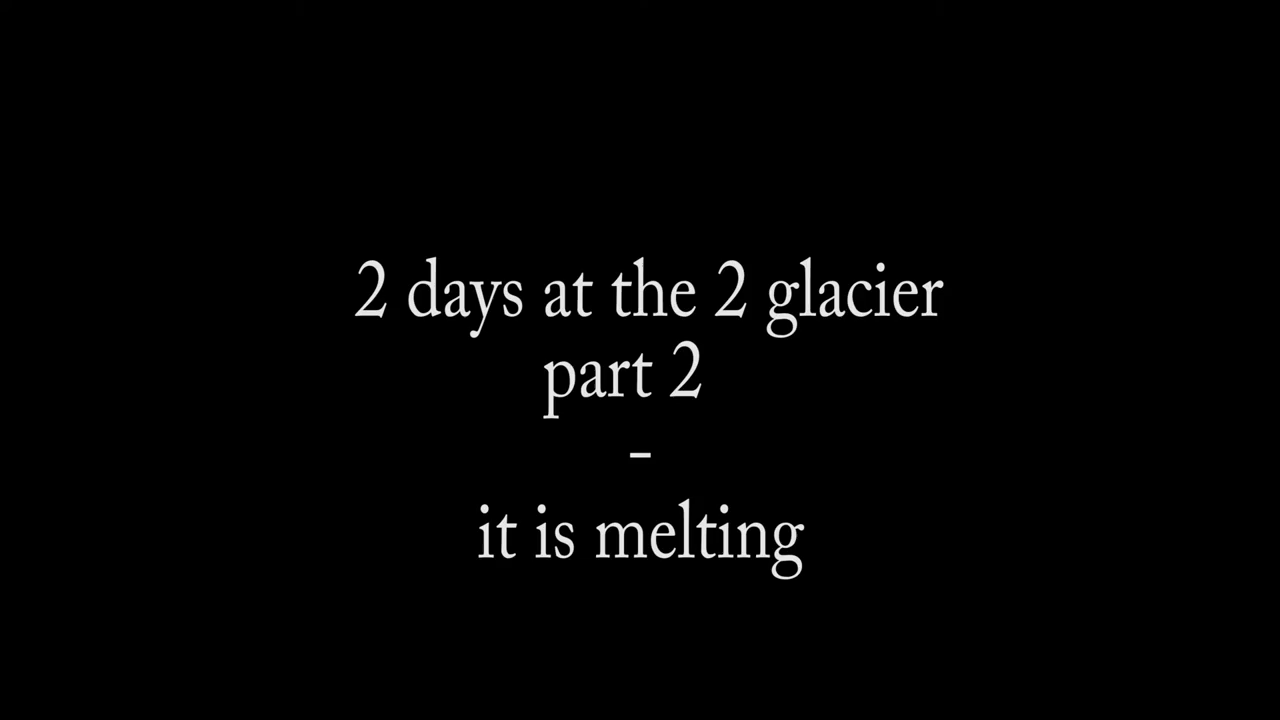 2 days at the 2 glacier
part 2
-
it is melting